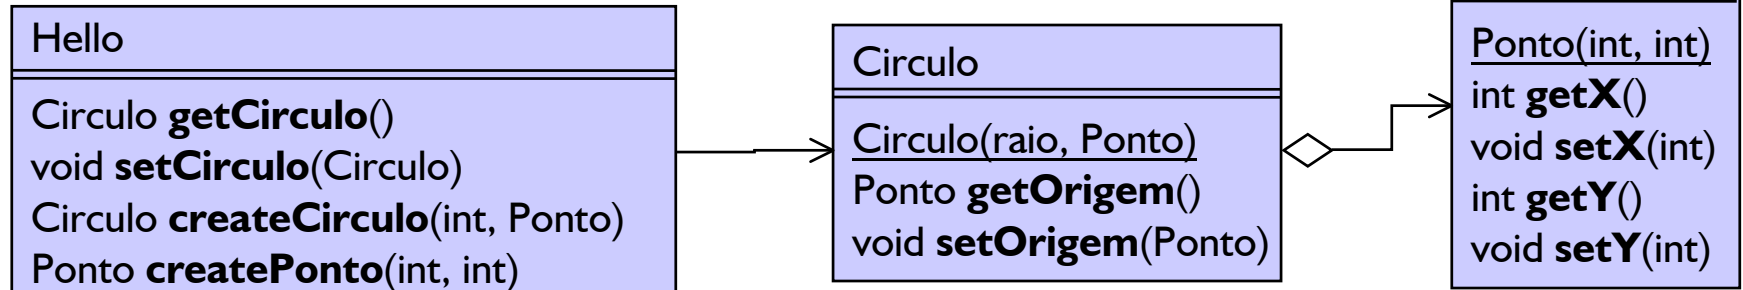 Hello
Circulo getCirculo()
void setCirculo(Circulo)
Circulo createCirculo(int, Ponto)
Ponto createPonto(int, int)
Circulo
Circulo(raio, Ponto)
Ponto getOrigem()
void setOrigem(Ponto)
Ponto(int, int)
int getX()
void setX(int)
int getY()
void setY(int)